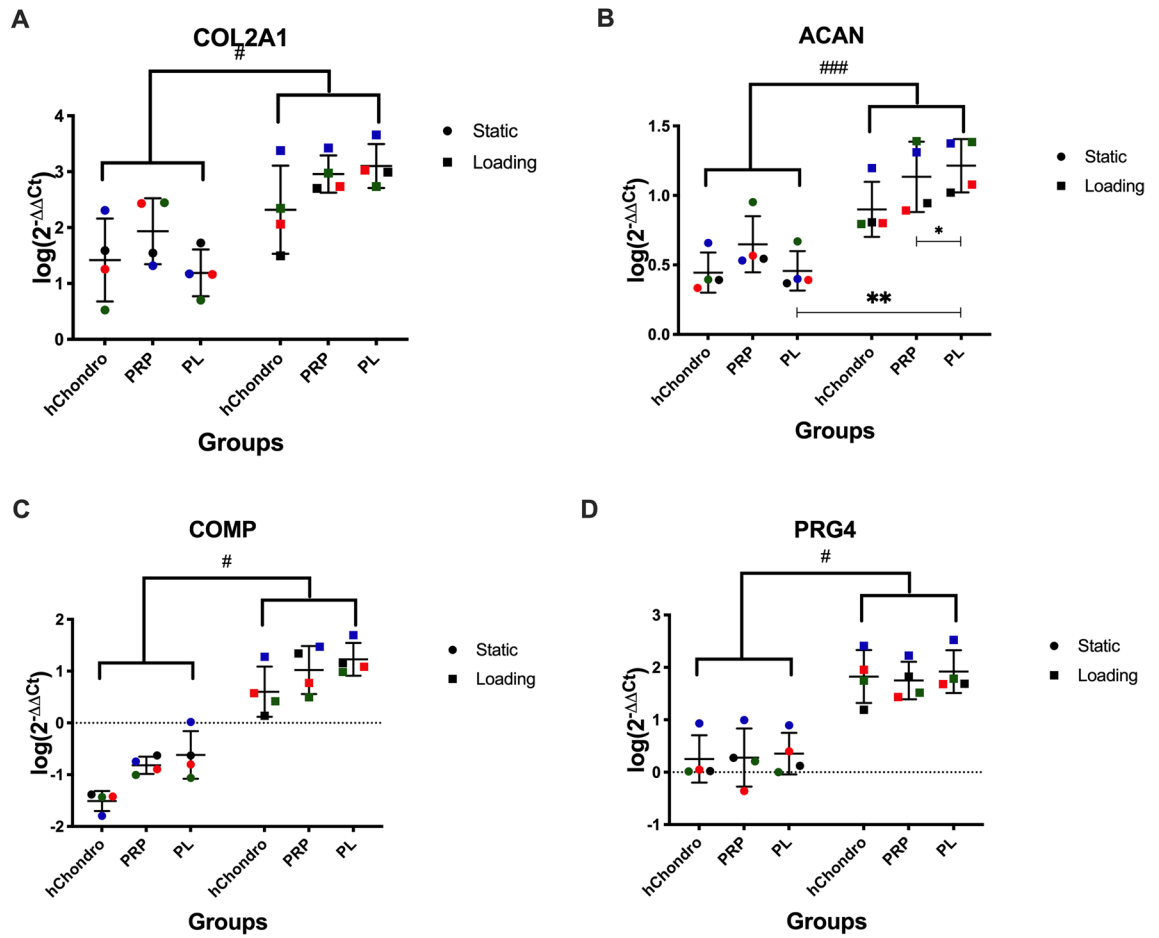 A
COL2A1
#
log(2^-ΔΔCt)
4
3
2
1
0
hChondro
PRP
PL
hChondro
PRP
PL
Groups
Static
Loading
B
ACAN
###
log(2^-ΔΔCt)
1.5
1.0
0.5
0.0
*
**
hChondro
PRP
PL
hChondro
PRP
PL
Groups
Static
Loading
C
COMP
#
log(2^-ΔΔCt)
2
1
0
-1
-2
hChondro
PRP
PL
hChondro
PRP
PL
Groups
Static
Loading
D
PRG4
#
log(2^-ΔΔCt)
3
2
1
0
-1
hChondro
PRP
PL
hChondro
PRP
PL
Groups
Static
Loading